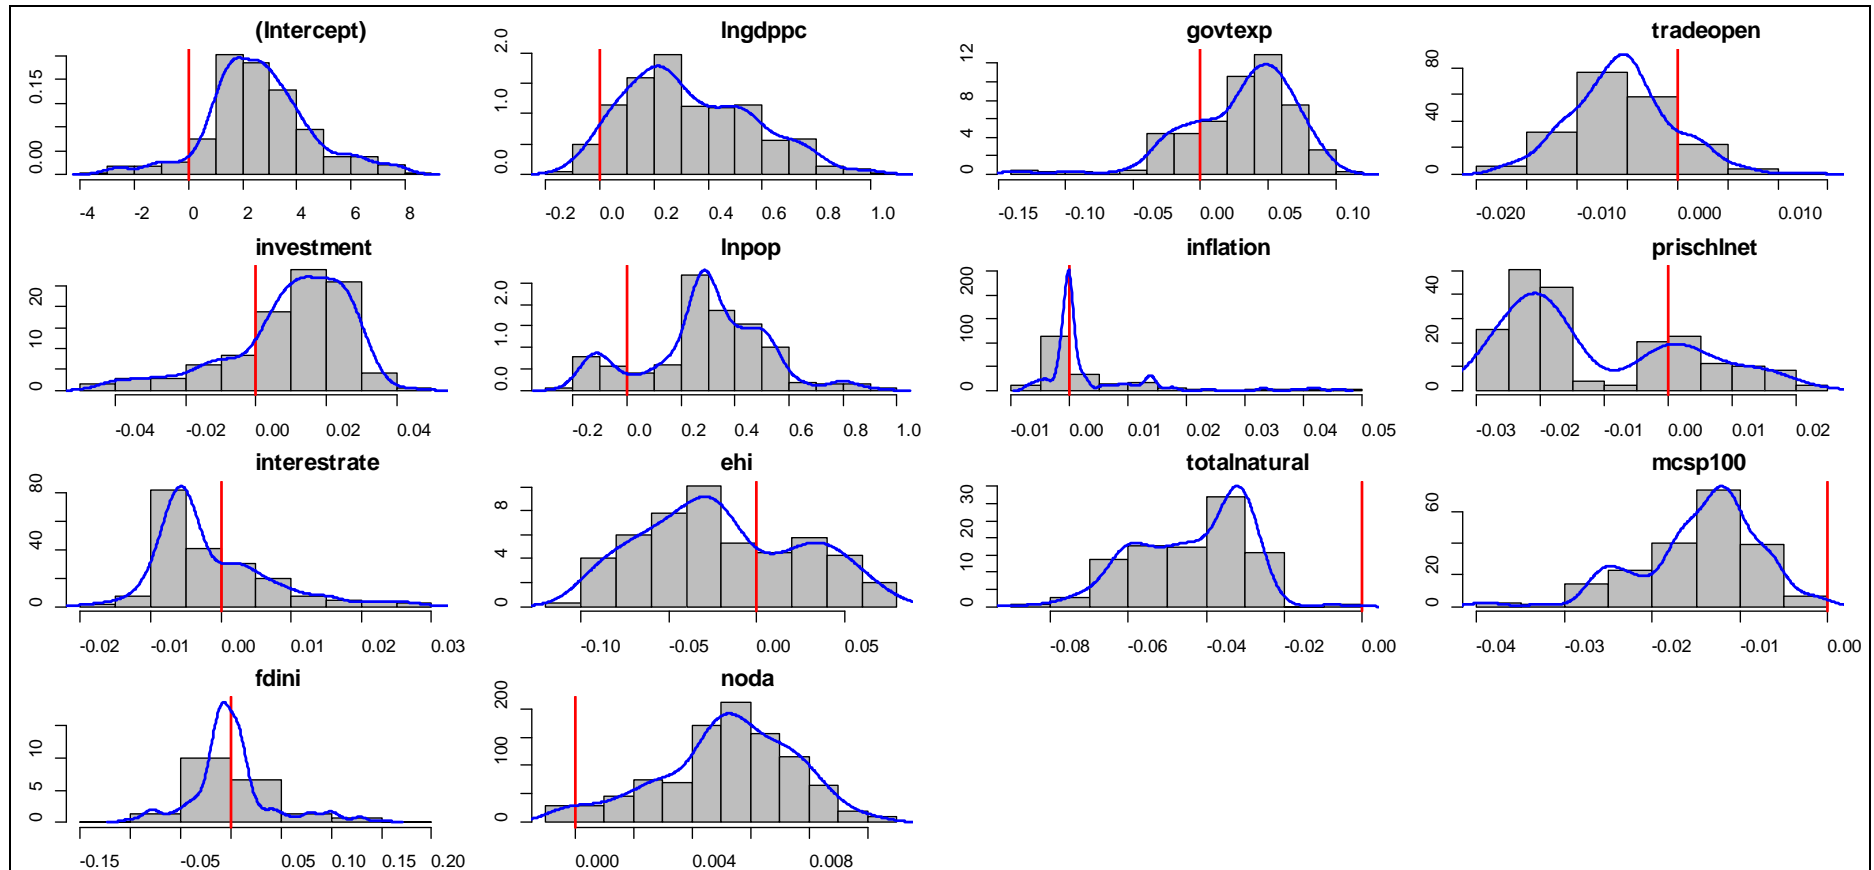 (Intercept)
lngdppc
govtexp
tradeopen
0.00 0.15
-4 -2 0 2 4 6 8
0.0 1.0 2.0
-0.2 0.0 0.2 0.4 0.6 0.8 1.0
0 4 8 12
-0.15 -0.10 -0.05 0.00 0.05 0.10
0 40 80
-0.020 -0.010 0.000 0.010
investment
lnpop
inflation
prischlnet
0 10 20
-0.04 -0.02 0.00 0.02 0.04
0.0 1.0 2.0
-0.2 0.0 0.2 0.4 0.6 0.8 1.0
0 100 200
-0.01 0.00 0.01 0.02 0.03 0.04 0.05
0 20 40
-0.03 -0.02 -0.01 0.00 0.01 0.02
interestrate
ehi
totalnatural
mcsp100
0 40 80
-0.02 -0.01 0.00 0.01 0.02 0.03
0 4 8
-0.10 -0.05 0.00 0.05
0 10 20 30
-0.08 -0.06 -0.04 -0.02 0.00
0 20 60
-0.04 -0.03 -0.02 -0.01 0.00
fdini
noda
0 5 10
-0.15 -0.05 0.05 0.10 0.15 0.20
0 100 200
0.000 0.004 0.008